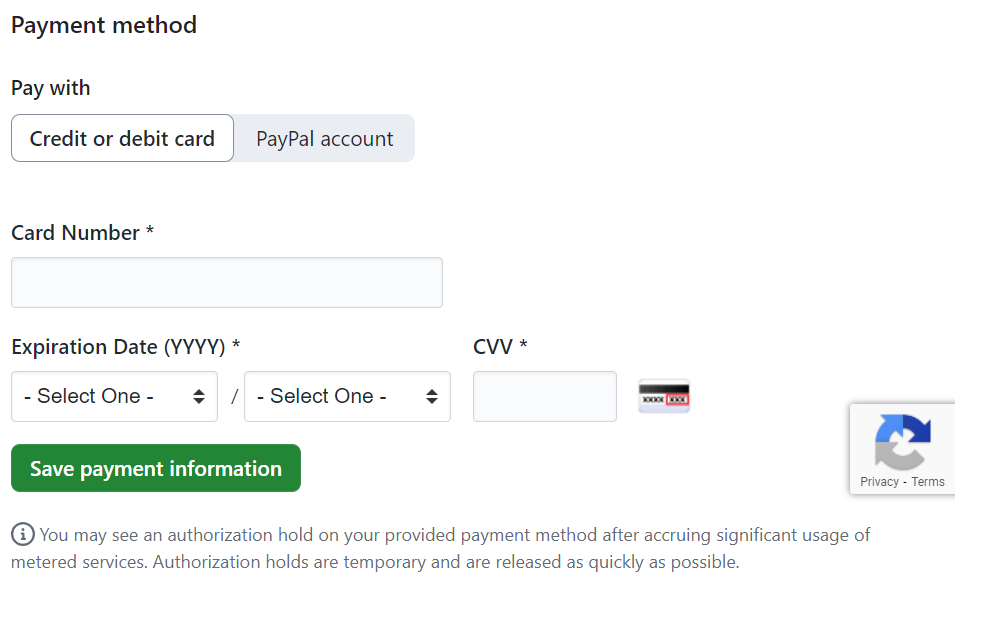 Payment method
Pay with
Credit or debit card PayPal account
Card Number *
Expiration Date (YYYY) * CVV *
- Select One - / - Select One -
XXXX XXX
Save payment information
Privacy - Terms
You may see an authorization hold on your provided payment method after accruing significant usage of
metered services. Authorization holds are temporary and are released as quickly as possible.